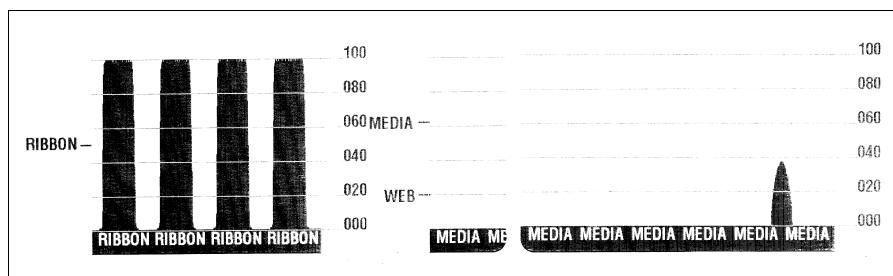 100 100
080 080
060 MEDIA 060
RIBBON
040 040
020 WEB 020
000 000
RIBBON RIBBON RIBBON RIBBON MEDIA ME MEDIA MEDIA MEDIA MEDIA MEDIA MEDIA